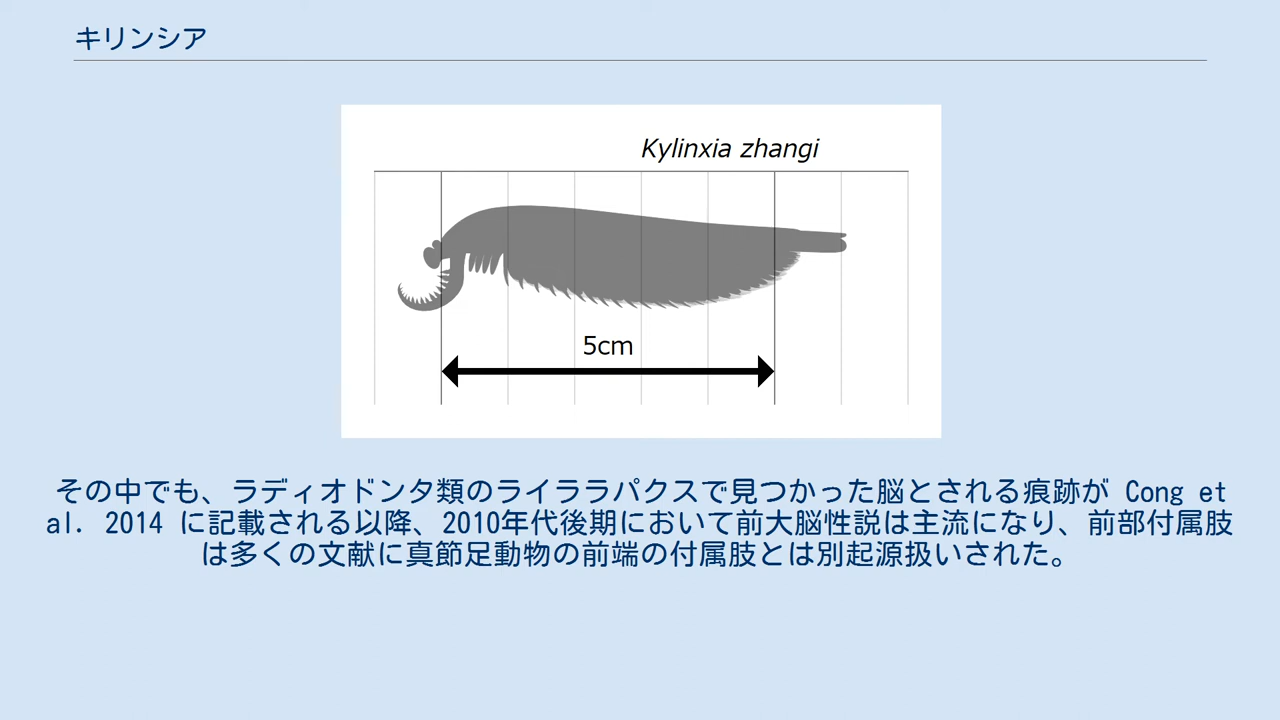 キリンシア
Kylinxia zhangi
5cm
その中でも、ラディオドンタ類のライララパクスで見つかった脳とされる痕跡が Cong et
al. 2014 に記載される以降、2010年代後期において前大脳性説は主流になり、前部付属肢
は多くの文献に真節足動物の前端の付属肢とは別起源扱いされた。